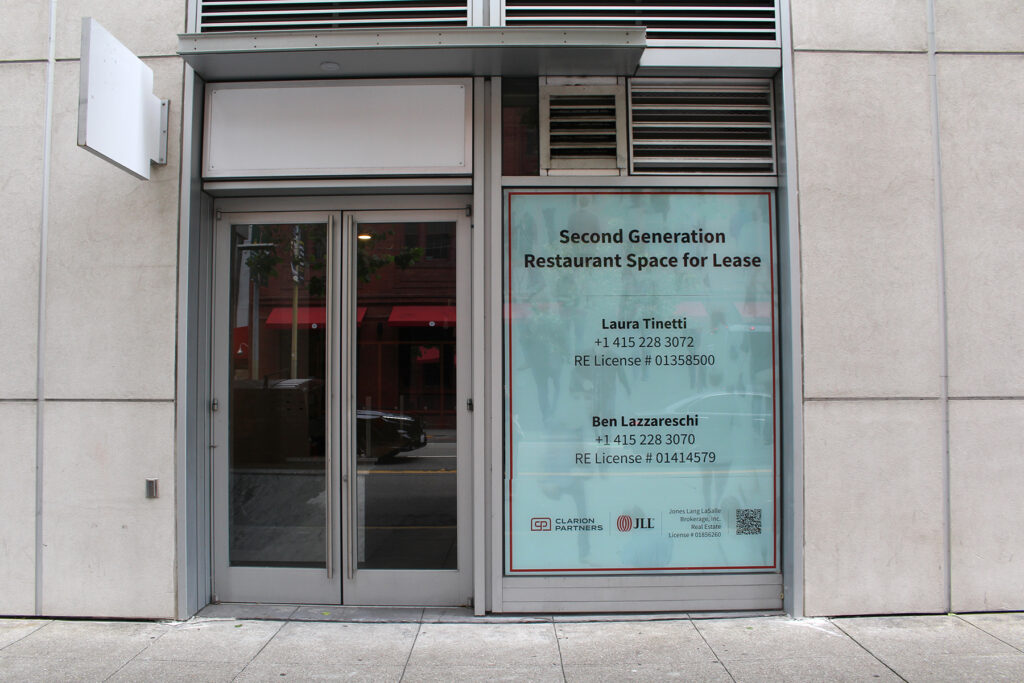 Second Generation
Restaurant Space for Lease
Laura Tinetti
+1 415 228 3072
RE License # 01358500
Ben Lazzareschi
+1 415 228 3070
RE License # 01414579
CLARION
PARTNERS
JLL
Jones Lang LaSalle
Brokerage, Inc.
Real Estate
License # 01856260